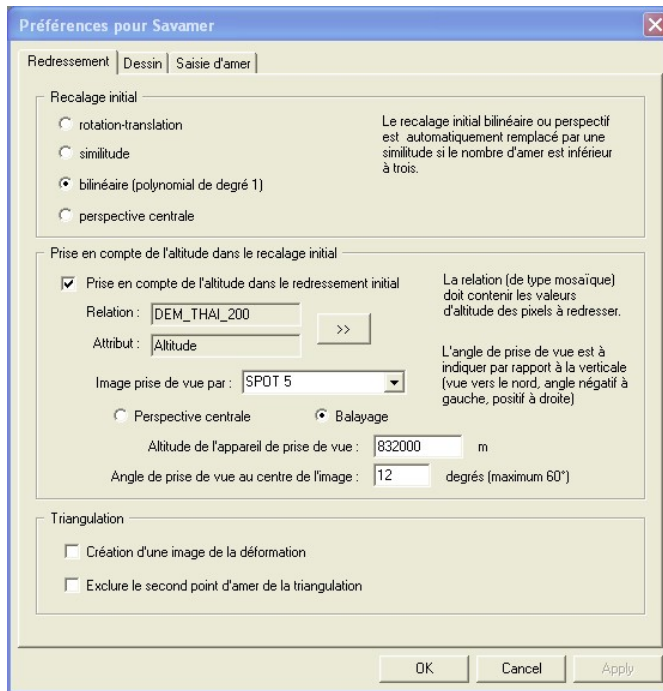 Préférences pour Savamer
Redressement
Dessin
Saisie d'amer
Recalage initial
rotation-translation
similitude
bilinéaire (polynomial de degré 1)
perspective centrale
Le recalage initial bilinéaire ou perspectif
est automatiquement remplacé par une
similitude si le nombre d'amer est inférieur
à trois.
Prise en compte de l'altitude dans le recalage initial
Prise en compte de l'altitude dans le redressement initial
Relation :
DEM_THAI_200
>>
Attribut :
Altitude
La relation (de type mosaïque)
doit contenir les valeurs
d'altitude des pixels à redresser.
Image prise de vue par :
SPOT 5
Perspective centrale
Balayage
L'angle de prise de vue est à
indiquer par rapport à la verticale
(vue vers le nord, angle négatif à
gauche, positif à droite)
Altitude de l'appareil de prise de vue :
832000
m
Angle de prise de vue au centre de l'image :
12
degrés (maximum 60°)
Triangulation
Création d'une image de la déformation
Exclure le second point d'amer de la triangulation
OK
Cancel
Apply